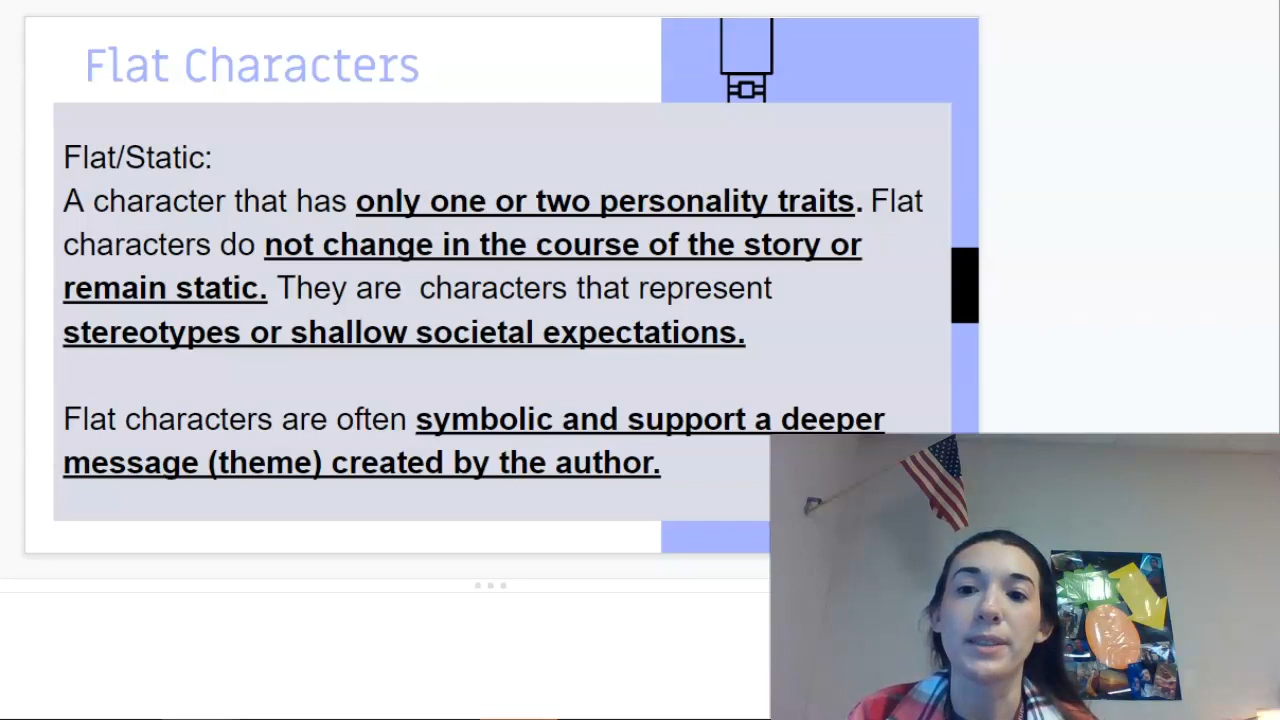 Flat Characters
Flat/Static:
A character that has only one or two personality traits. Flat
characters do not change in the course of the story or
remain static. They are  characters that represent
stereotypes or shallow societal expectations.
Flat characters are often symbolic and support a deeper
message (theme) created by the author.